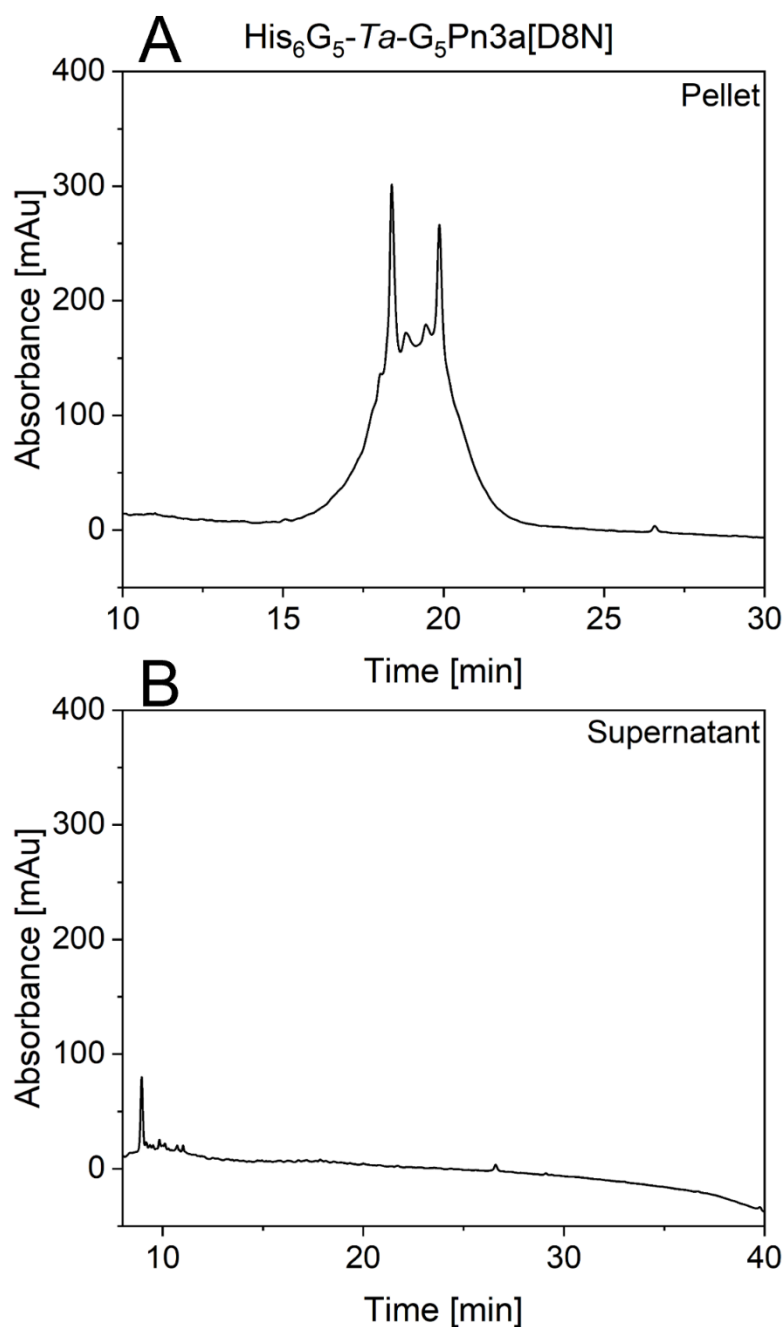 A
His₆G₅-Ta-G₅Pn3a[D8N]
Pellet
400
300
200
100
0
Absorbance [mAu]
10 15 20 25 30
Time [min]
B
Supernatant
400
300
200
100
0
Absorbance [mAu]
10 20 30 40
Time [min]